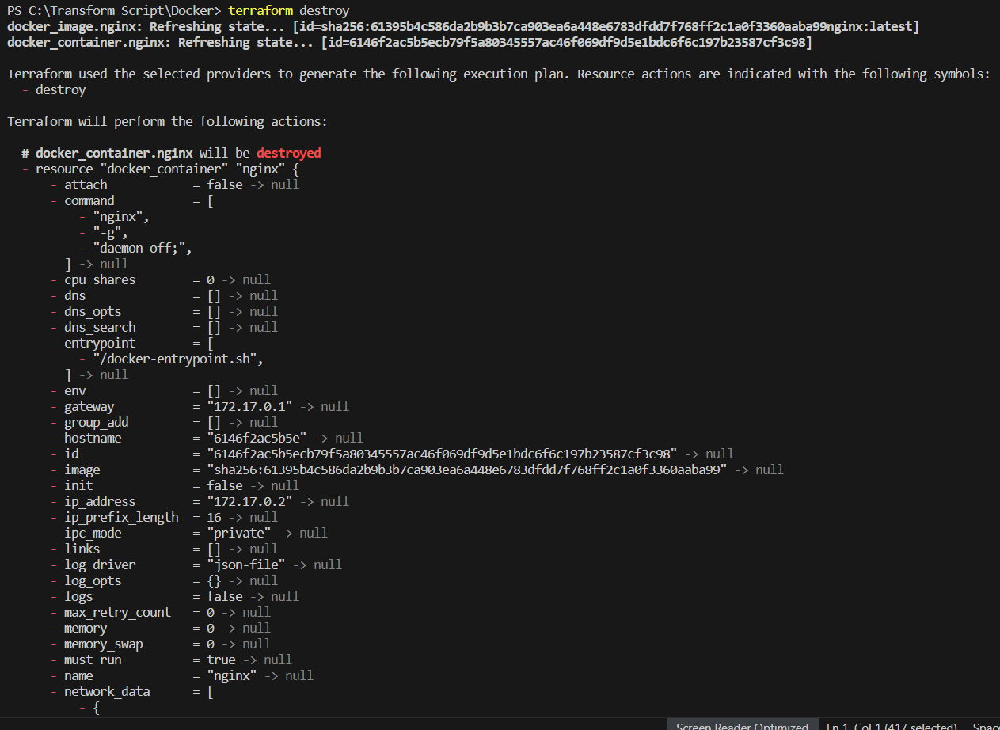 PS C:\Transform Script\Docker> terraform destroy
docker_image.nginx: Refreshing state... [id=sha256:61395b4c586da2b9b3b7ca903ea6a448e6783dfdd7f768ff2c1a0f3360aaba99nginx:latest]
docker_container.nginx: Refreshing state... [id=6146f2ac5b5ecb79f5a80345557ac46f069df9d5e1bdc6f6c197b23587cf3c98]

Terraform used the selected providers to generate the following execution plan. Resource actions are indicated with the following symbols:
  - destroy

Terraform will perform the following actions:

  # docker_container.nginx will be destroyed
  - resource "docker_container" "nginx" {
      - attach            = false -> null
      - command           = [
          - "nginx",
          - "-g",
          - "daemon off;",
        ] -> null
      - cpu_shares        = 0 -> null
      - dns               = [] -> null
      - dns_opts          = [] -> null
      - dns_search        = [] -> null
      - entrypoint        = [
          - "/docker-entrypoint.sh",
        ] -> null
      - env               = [] -> null
      - gateway           = "172.17.0.1" -> null
      - group_add         = [] -> null
      - hostname          = "6146f2ac5b5e" -> null
      - id                = "6146f2ac5b5ecb79f5a80345557ac46f069df9d5e1bdc6f6c197b23587cf3c98" -> null
      - image             = "sha256:61395b4c586da2b9b3b7ca903ea6a448e6783dfdd7f768ff2c1a0f3360aaba99" -> null
      - init              = false -> null
      - ip_address        = "172.17.0.2" -> null
      - ip_prefix_length  = 16 -> null
      - ipc_mode          = "private" -> null
      - links             = [] -> null
      - log_driver        = "json-file" -> null
      - log_opts          = {} -> null
      - logs              = false -> null
      - max_retry_count   = 0 -> null
      - memory            = 0 -> null
      - memory_swap       = 0 -> null
      - must_run          = true -> null
      - name              = "nginx" -> null
      - network_data      = [
          - {
Screen Reader Optimized Ln 1, Col 1 (417 selected) Spac